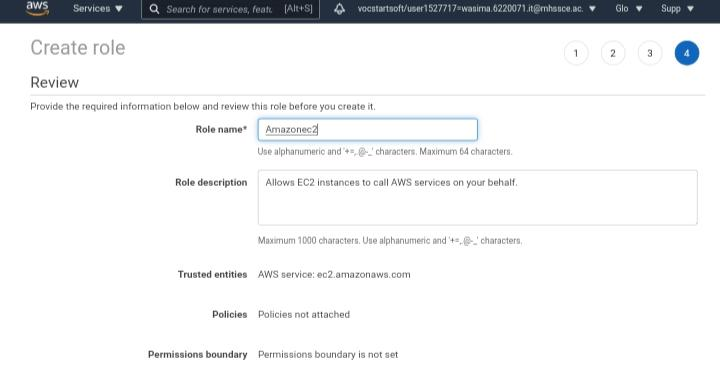 aws Services ▼ Search for services, featu [Alt+S] vocstartsoft/user1527717=wasima.6220071.it@mhssce.ac. ▼ Glo ▼ Supp ▼
Create role 1 2 3 4
Review
Provide the required information below and review this role before you create it.
Role name* Amazonec2
Use alphanumeric and '+=,.@-_' characters. Maximum 64 characters.
Role description Allows EC2 instances to call AWS services on your behalf.
Maximum 1000 characters. Use alphanumeric and '+=,.@-_' characters.
Trusted entities AWS service: ec2.amazonaws.com
Policies Policies not attached
Permissions boundary Permissions boundary is not set